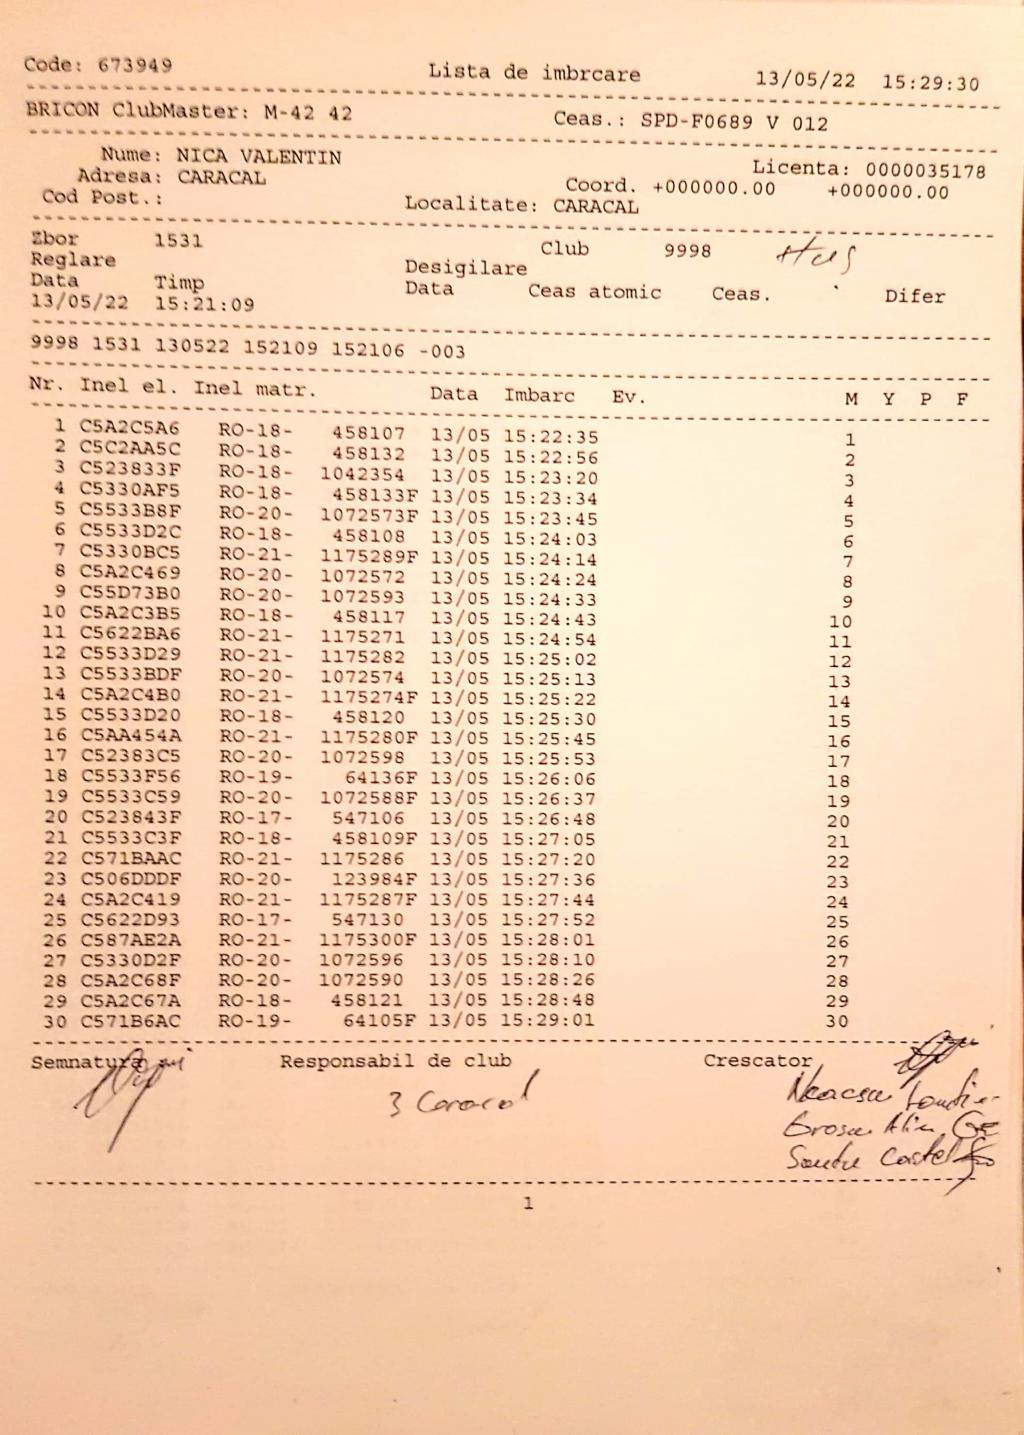 Code: 673949 Lista de imbrcare 13/05/22 15:29:30
BRICON ClubMaster: M-42 42 Ceas.: SPD-F0689 V 012
Nume: NICA VALENTIN Licenta: 0000035178
Adresa: CARACAL Coord. +000000.00 +000000.00
Cod Post.: Localitate: CARACAL
Zbor 1531 Club 9998
Reglare Desigilare
Data Timp Data Ceas atomic Ceas. Difer
13/05/22 15:21:09
9998 1531 130522 152109 152106 -003
Nr. Inel el. Inel matr. Data Imbarc Ev. M Y P F
1 C5A2C5A6 RO-18- 458107 13/05 15:22:35 1
2 C5C2AA5C RO-18- 458132 13/05 15:22:56 2
3 C523833F RO-18- 1042354 13/05 15:23:20 3
4 C5330AF5 RO-18- 458133F 13/05 15:23:34 4
5 C5533B8F RO-20- 1072573F 13/05 15:23:45 5
6 C5533D2C RO-18- 458108 13/05 15:24:03 6
7 C5330BC5 RO-21- 1175289F 13/05 15:24:14 7
8 C5A2C469 RO-20- 1072572 13/05 15:24:24 8
9 C55D73B0 RO-20- 1072593 13/05 15:24:33 9
10 C5A2C3B5 RO-18- 458117 13/05 15:24:43 10
11 C5622BA6 RO-21- 1175271 13/05 15:24:54 11
12 C5533D29 RO-21- 1175282 13/05 15:25:02 12
13 C5533BDF RO-20- 1072574 13/05 15:25:13 13
14 C5A2C4B0 RO-21- 1175274F 13/05 15:25:22 14
15 C5533D20 RO-18- 458120 13/05 15:25:30 15
16 C5AA454A RO-21- 1175280F 13/05 15:25:45 16
17 C52383C5 RO-20- 1072598 13/05 15:25:53 17
18 C5533F56 RO-19- 64136F 13/05 15:26:06 18
19 C5533C59 RO-20- 1072588F 13/05 15:26:37 19
20 C523843F RO-17- 547106 13/05 15:26:48 20
21 C5533C3F RO-18- 458109F 13/05 15:27:05 21
22 C571BAAC RO-21- 1175286 13/05 15:27:20 22
23 C506DDDF RO-20- 123984F 13/05 15:27:36 23
24 C5A2C419 RO-21- 1175287F 13/05 15:27:44 24
25 C5622D93 RO-17- 547130 13/05 15:27:52 25
26 C587AE2A RO-21- 1175300F 13/05 15:28:01 26
27 C5330D2F RO-20- 1072596 13/05 15:28:10 27
28 C5A2C68F RO-20- 1072590 13/05 15:28:26 28
29 C5A2C67A RO-18- 458121 13/05 15:28:48 29
30 C571B6AC RO-19- 64105F 13/05 15:29:01 30
Semnatura Responsabil de club Crescator
3 Caracal
Costel
1